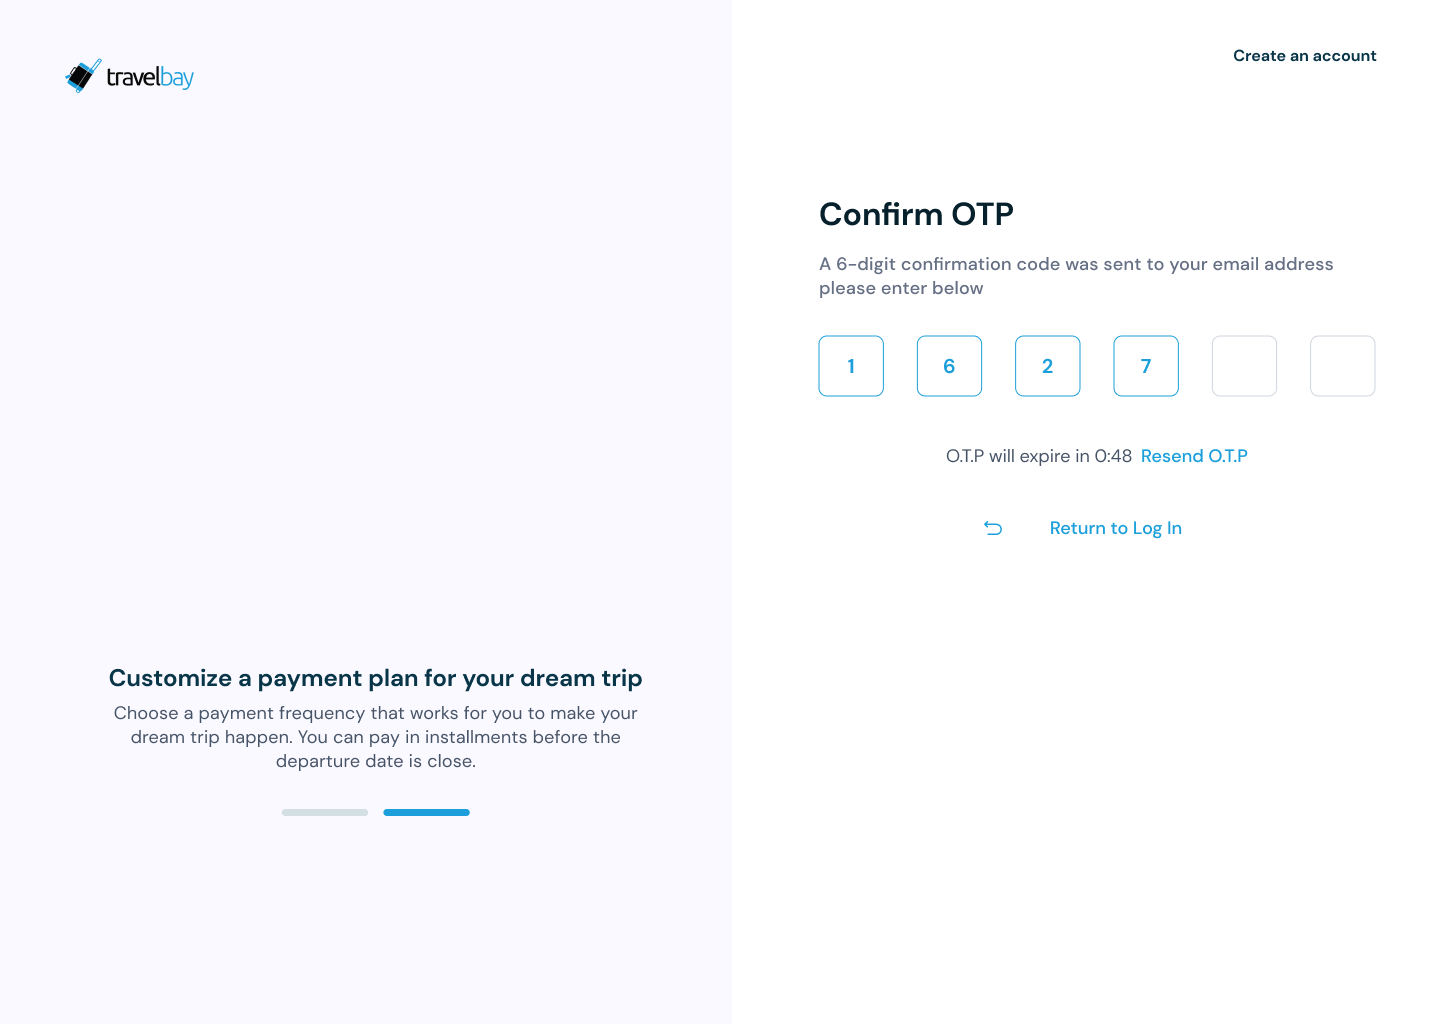 travelbay
Create an account
Confirm OTP
A 6-digit confirmation code was sent to your email address
please enter below
1 6 2 7
O.T.P will expire in 0:48 Resend O.T.P
Return to Log In
Customize a payment plan for your dream trip
Choose a payment frequency that works for you to make your
dream trip happen. You can pay in installments before the
departure date is close.